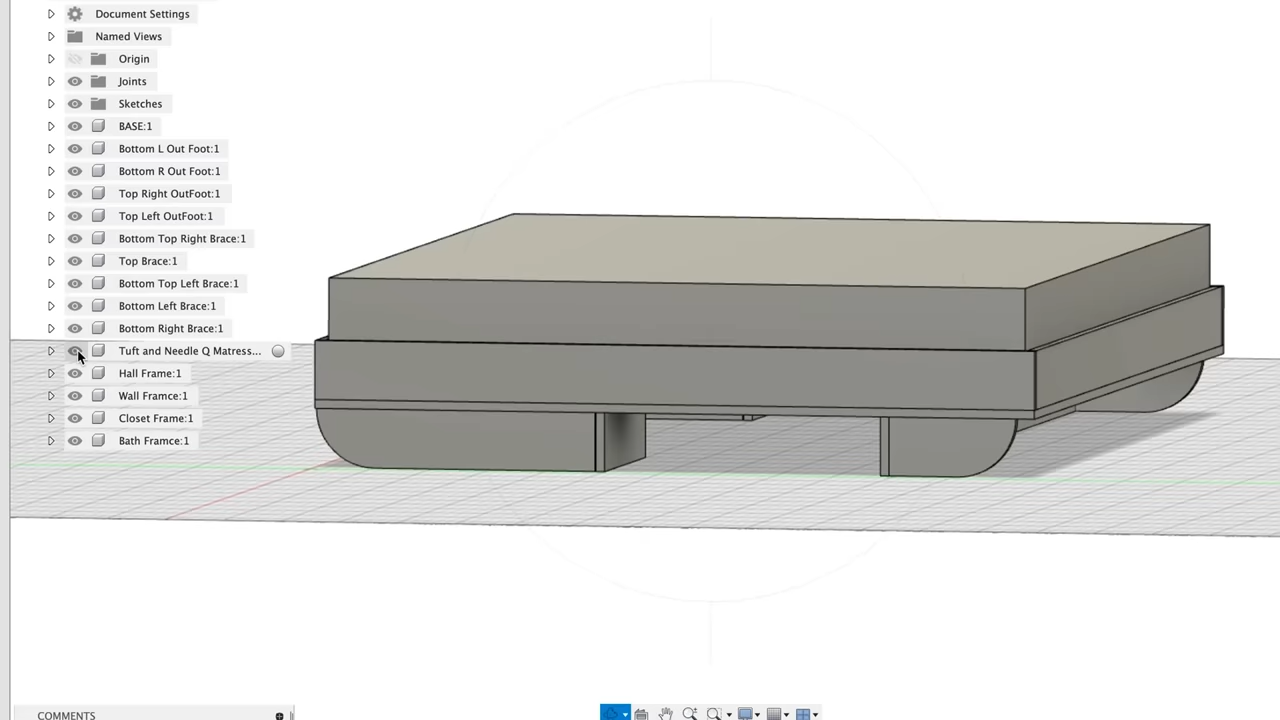 Document Settings
Named Views
Origin
Joints
Sketches
BASE:1
Bottom L Out Foot:1
Bottom R Out Foot:1
Top Right OutFoot:1
Top Left OutFoot:1
Bottom Top Right Brace:1
Top Brace:1
Bottom Top Left Brace:1
Bottom Left Brace:1
Bottom Right Brace:1
Tuft and Needle Q Matress...
Hall Frame:1
Wall Framce:1
Closet Frame:1
Bath Framce:1
COMMENTS